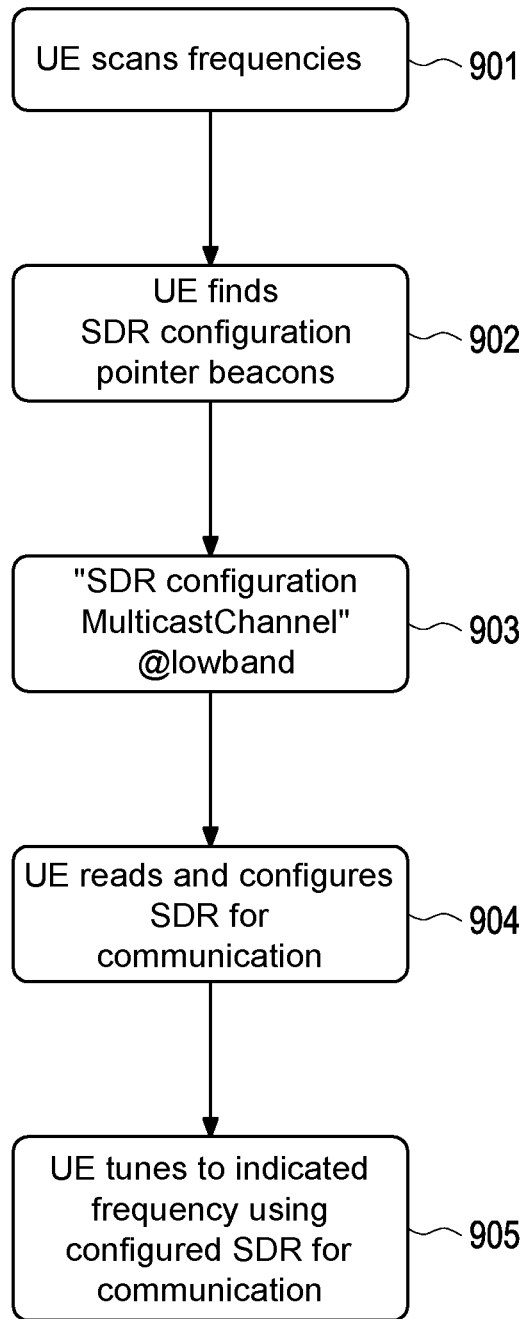 UE scans frequencies
901
UE finds
SDR configuration
pointer beacons
902
"SDR configuration
MulticastChannel"
@lowband
903
UE reads and configures
SDR for
communication
904
UE tunes to indicated
frequency using
configured SDR for
communication
905